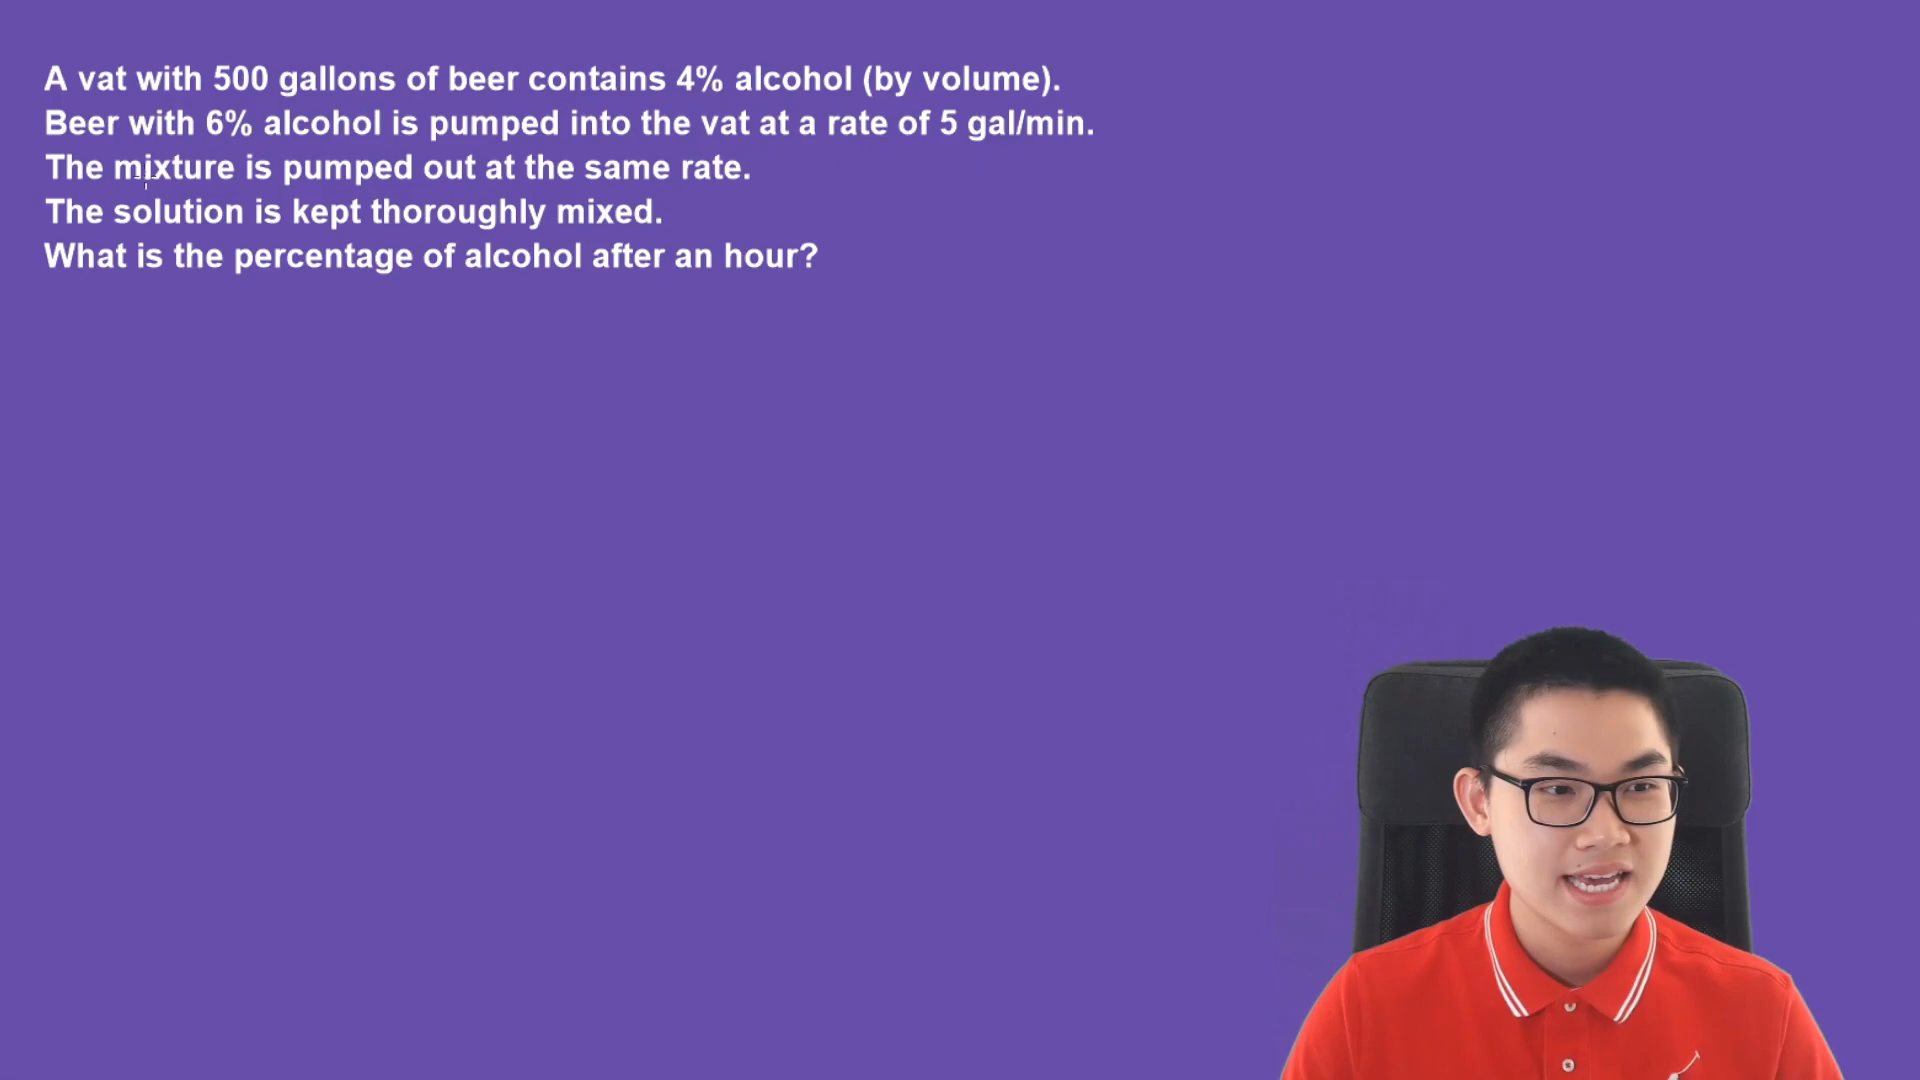 A vat with 500 gallons of beer contains 4% alcohol (by volume).
Beer with 6% alcohol is pumped into the vat at a rate of 5 gal/min.
The mixture is pumped out at the same rate.
The solution is kept thoroughly mixed.
What is the percentage of alcohol after an hour?